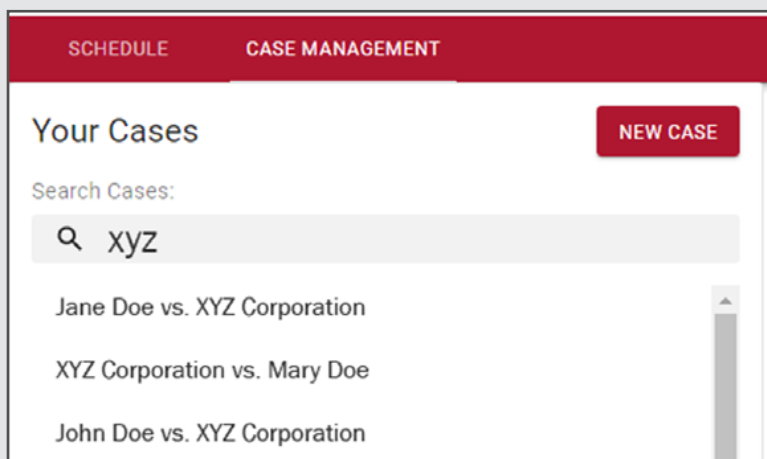 SCHEDULE CASE MANAGEMENT
Your Cases NEW CASE
Search Cases:
xyz
Jane Doe vs. XYZ Corporation
XYZ Corporation vs. Mary Doe
John Doe vs. XYZ Corporation